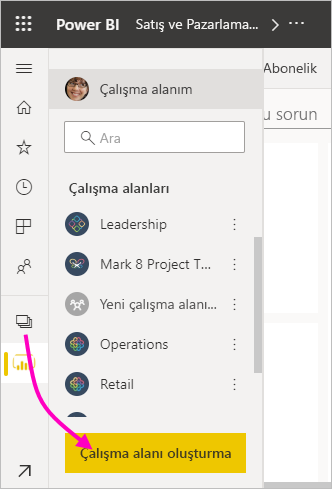 Power BI Satış ve Pazarlama...
Çalışma alanım
Abonelik
Ara
u sorun
Çalışma alanları
Leadership
Mark 8 Project T...
Yeni çalışma alanı...
Operations
Retail
Çalışma alanı oluşturma